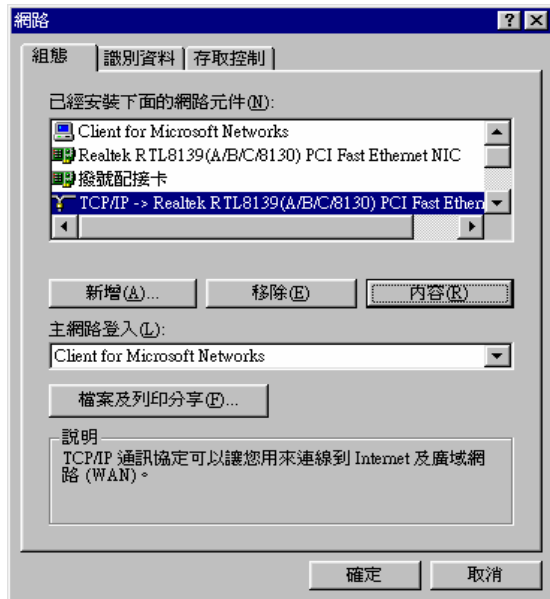 網路
組態 識別資料 存取控制
已經安裝下面的網路元件(N):
Client for Microsoft Networks
Realtek RTL8139(A/B/C/8130) PCI Fast Ethernet NIC
撥號配接卡
TCP/IP -> Realtek RTL8139(A/B/C/8130) PCI Fast Ether
新增(A)... 移除(E) 內容(R)
主網路登入(L):
Client for Microsoft Networks
檔案及列印分享(F)...
說明
TCP/IP 通訊協定可以讓您用來連線到 Internet 及廣域網
路 (WAN)。
確定 取消